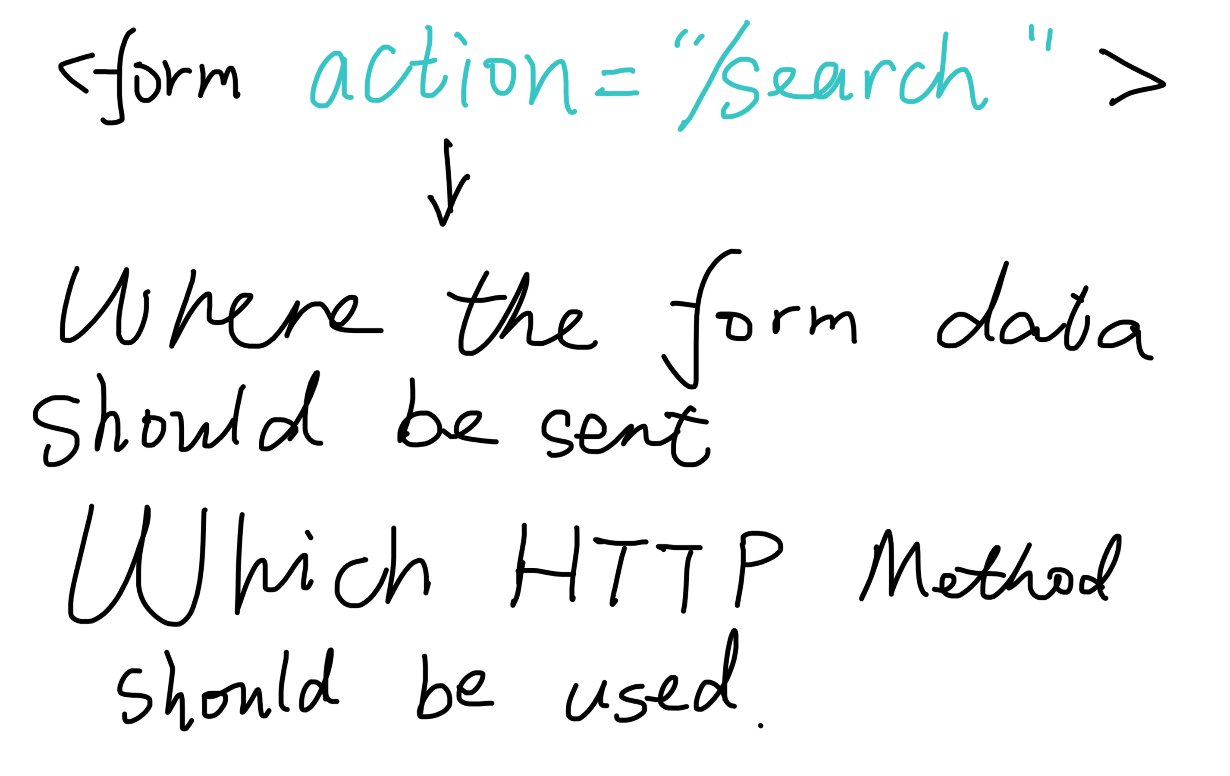 <form action="/search">
Where the form data
should be sent
Which HTTP Method
should be used.